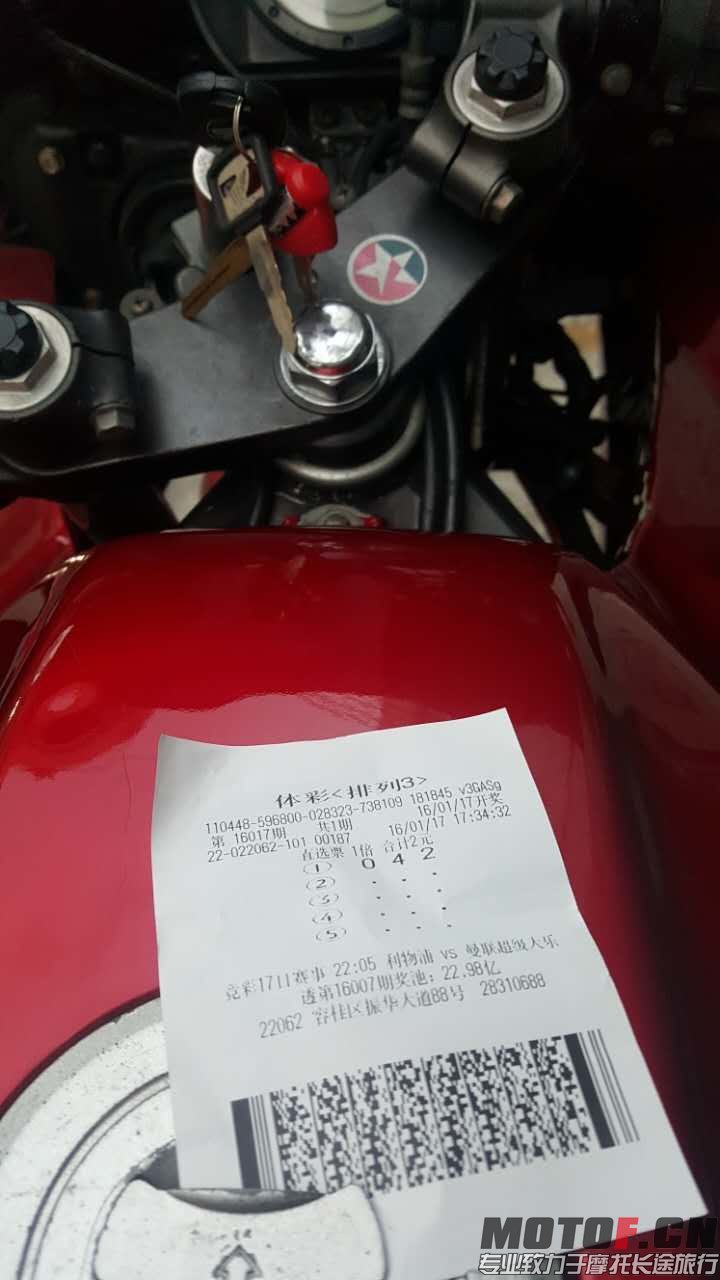 体彩<排列3>
110448-596800-028323-738109 181845 v3GASg
第 16017期 共1期 16/01/17开奖
22-022062-101 00187 16/01/17 17:34:32
直选票 1倍 合计2元
① 0 4 2
② . . .
③ . . .
④ . . .
⑤ . . .
竞彩17日赛事 22:05 利物浦 vs 曼联超级大乐
透第16007期奖池: 22.98亿
22062 容桂区振华大道88号 28310688
MOTOF.CN
专业致力于摩托长途旅行